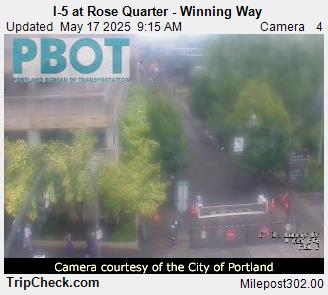 I-5 at Rose Quarter - Winning Way
Updated May 17 2025 9:15 AM Camera 4
PBOT
PORTLAND BUREAU OF TRANSPORTATION
Camera courtesy of the City of Portland
TripCheck.com Milepost302.00